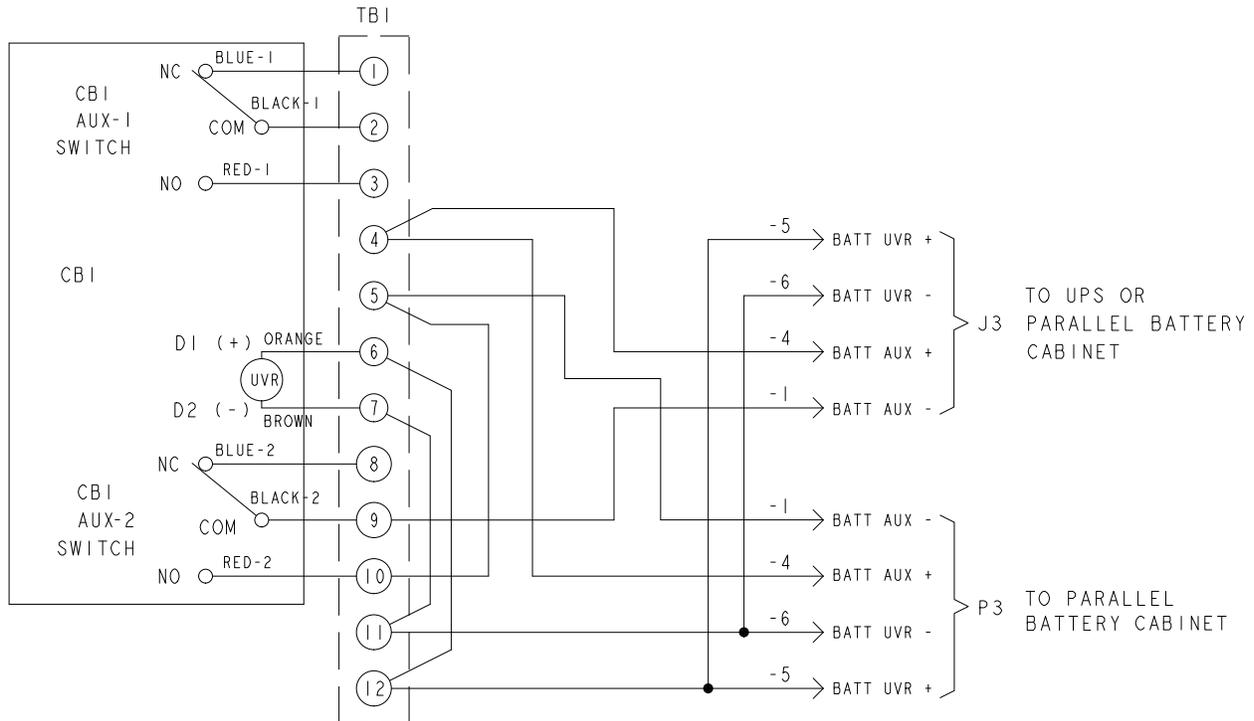 TB1
NC BLUE-1 1
CB1
AUX-1
SWITCH
BLACK-1
COM 2
NO RED-1 3
4 -5 BATT UVR +
CB1
5 -6 BATT UVR -
J3 TO UPS OR
PARALLEL BATTERY
CABINET
D1 (+) ORANGE 6 -4 BATT AUX +
UVR
D2 (-) BROWN 7 -1 BATT AUX -
NC BLUE-2 8
CB1
AUX-2
SWITCH
BLACK-2
COM 9 -1 BATT AUX -
NO RED-2 10 -4 BATT AUX +
P3 TO PARALLEL
BATTERY CABINET
11 -6 BATT UVR -
12 -5 BATT UVR +